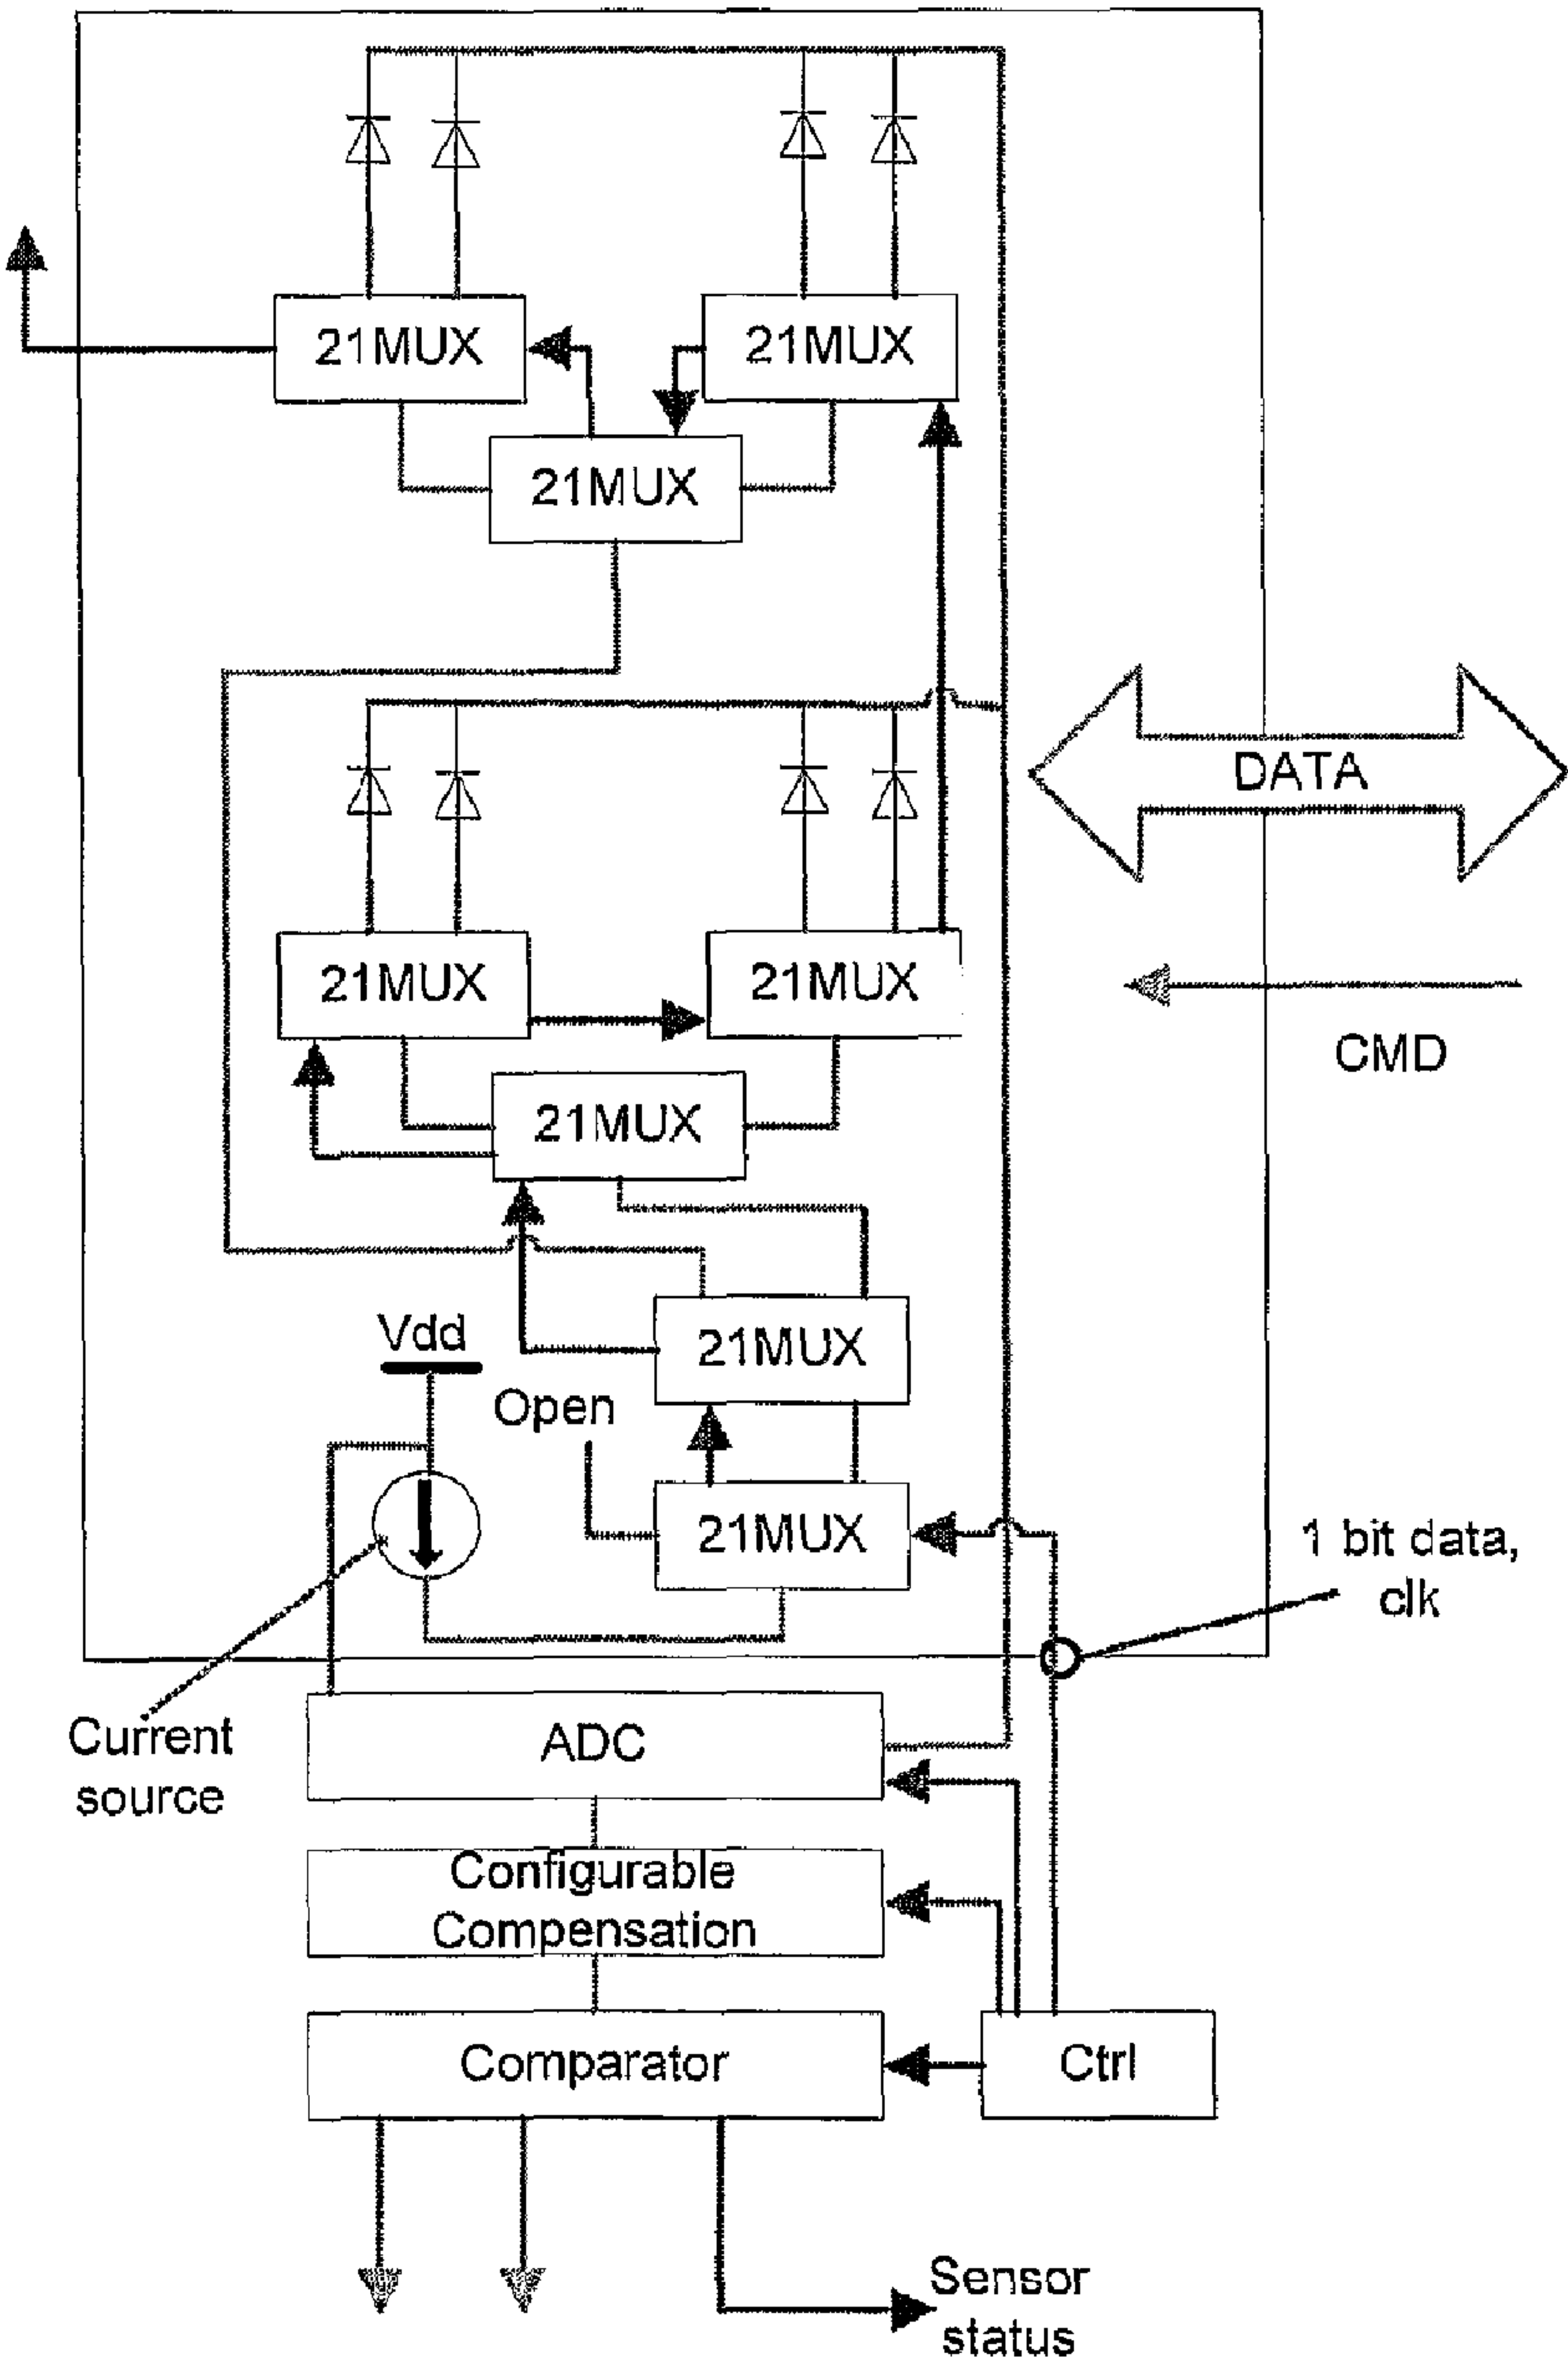 21MUX
21MUX
21MUX
DATA
21MUX
21MUX
CMD
21MUX
Vdd
21MUX
Open
21MUX
1 bit data,
clk
Current
source
ADC
Configurable
Compensation
Comparator
Ctrl
Sensor
status